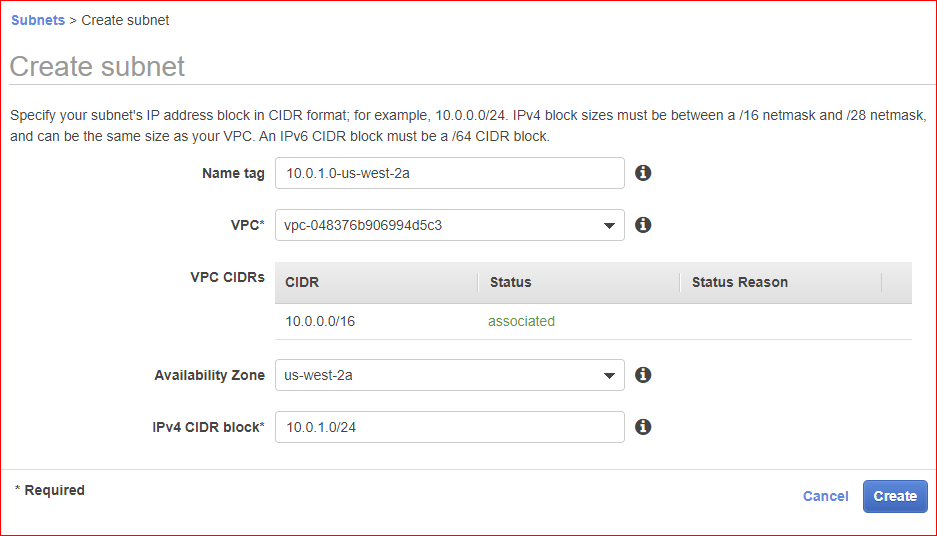 Subnets > Create subnet
Create subnet
Specify your subnet's IP address block in CIDR format; for example, 10.0.0.0/24. IPv4 block sizes must be between a /16 netmask and /28 netmask,
and can be the same size as your VPC. An IPv6 CIDR block must be a /64 CIDR block.
Name tag 10.0.1.0-us-west-2a
VPC* vpc-048376b906994d5c3
VPC CIDRs CIDR Status Status Reason
10.0.0.0/16 associated
Availability Zone us-west-2a
IPv4 CIDR block* 10.0.1.0/24
* Required Cancel Create